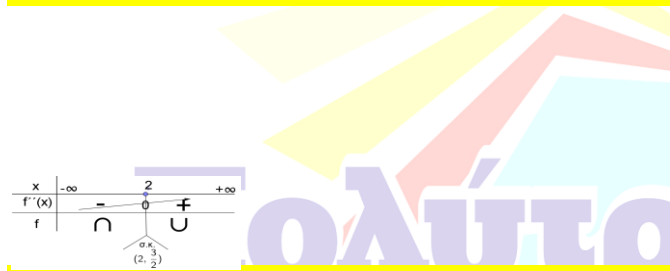 x -∞ 2 +∞
f΄΄(x) - 0 +
f ∩ ∪
σ.κ.
(2, 3/2)
ολύτο